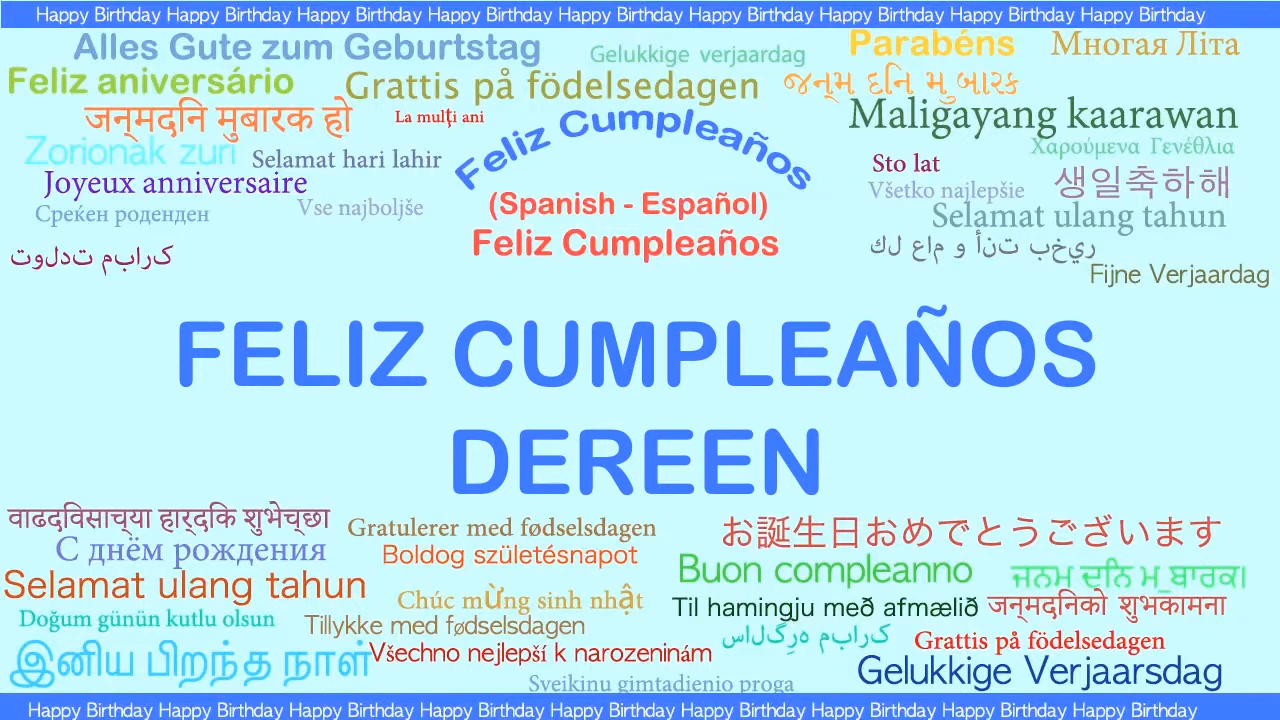 Happy Birthday Happy Birthday Happy Birthday Happy Birthday Happy Birthday Happy Birthday Happy Birthday Happy Birthday Happy Birthday
Alles Gute zum Geburtstag
Gelukkige verjaardag
Parabéns
Многая Літа
Feliz aniversário
Grattis på födelsedagen
જન્મ દિન મુબારક
जन्मदिन मुबारक हो
La mulţi ani
Feliz Cumpleaños
Maligayang kaarawan
Zorionak zuri
Selamat hari lahir
Sto lat
Χαρούμενα Γενέθλια
Joyeux anniversaire
(Spanish - Español)
Všetko najlepšie
생일축하해
Среќен роденден
Vse najboljše
Feliz Cumpleaños
Selamat ulang tahun
تولدت مبارک
كل عام و أنت بخير
Fijne Verjaardag
FELIZ CUMPLEAÑOS
DEREEN
वाढदिवसाच्या हार्दिक शुभेच्छा
Gratulerer med fødselsdagen
お誕生日おめでとうございます
С днём рождения
Boldog születésnapot
Buon compleanno
ਜਨਮ ਦਿਨ ਮੁਬਾਰਕ।
Selamat ulang tahun
Chúc mừng sinh nhật
Til hamingju með afmælið
जन्मदिनको शुभकामना
Doğum günün kutlu olsun
Tillykke med fødselsdagen
سالگرہ مبارک
Grattis på födelsedagen
இனிய பிறந்த நாள்
Všechno nejlepší k narozeninám
Gelukkige Verjaarsdag
Sveikinu gimtadienio proga
Happy Birthday Happy Birthday Happy Birthday Happy Birthday Happy Birthday Happy Birthday Happy Birthday Happy Birthday Happy Birthday